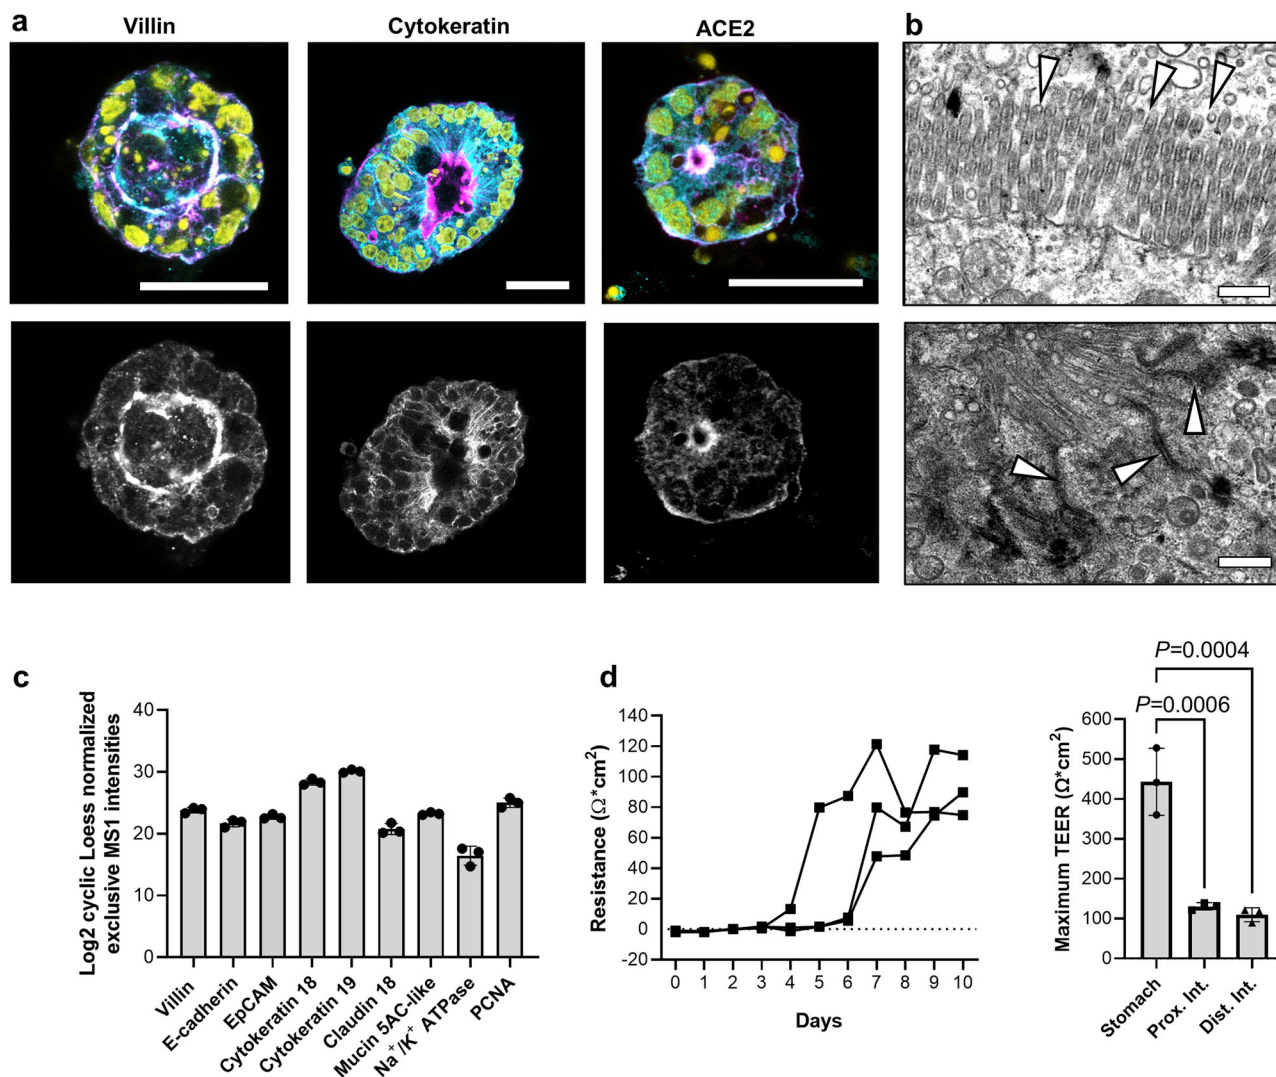 a
Villin
Cytokeratin
ACE2
b
c
Log2 cyclic Loess normalized
exclusive MS1 intensities
40
30
20
10
0
Villin
E-cadherin
EpCAM
Cytokeratin 18
Cytokeratin 19
Claudin 18
Mucin 5AC-like
Na⁺/K⁺ ATPase
PCNA
d
Resistance (Ω*cm²)
140
120
100
80
60
40
20
0
-20
0 1 2 3 4 5 6 7 8 9 10
Days
P=0.0004
P=0.0006
Maximum TEER (Ω*cm²)
600
500
400
300
200
100
0
Stomach
Prox. Int.
Dist. Int.